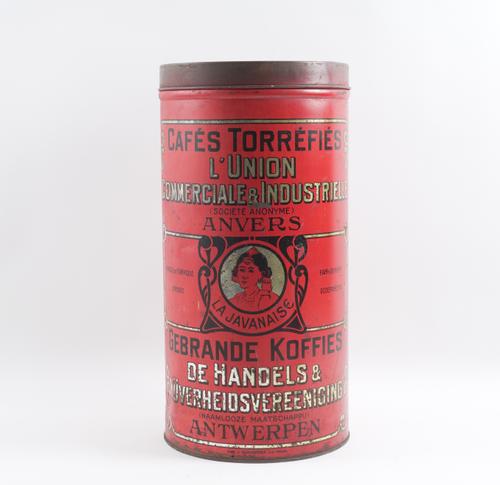 CAFÉS TORRÉFIÉS
L'UNION
COMMERCIALE & INDUSTRIELLE
(SOCIÉTÉ ANONYME)
ANVERS
LA JAVANAISE
GEBRANDE KOFFIES
DE HANDELS &
NIJVERHEIDSVEREENIGING
(NAAMLOOZE MAATSCHAPPIJ)
ANTWERPEN